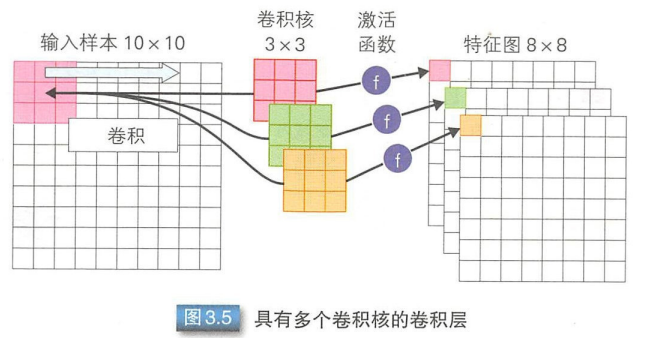 输入样本 10×10
卷积核
3×3
激活
函数
特征图 8×8
卷积
f
f
f
图3.5 具有多个卷积核的卷积层